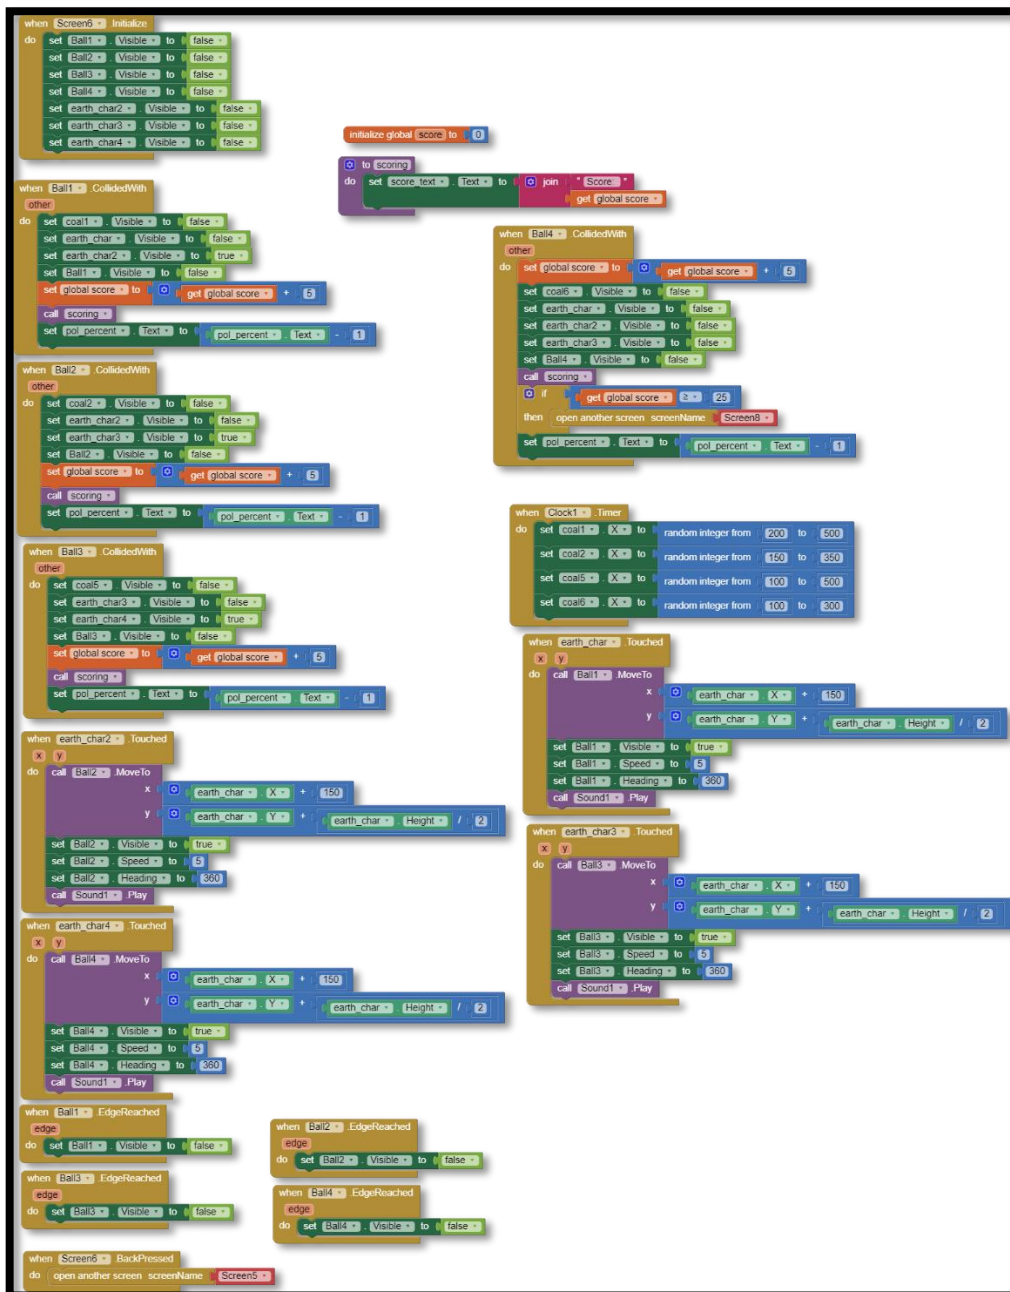 when Screen6 .Initialize
do set Ball1 . Visible to false
set Ball2 . Visible to false
set Ball3 . Visible to false
set Ball4 . Visible to false
set earth_char2 . Visible to false
set earth_char3 . Visible to false
set earth_char4 . Visible to false
initialize global score to 0
to scoring
do set score_text . Text to join " Score: "
get global score
when Ball1 .CollidedWith
other
do set coal1 . Visible to false
set earth_char . Visible to false
set earth_char2 . Visible to true
set Ball1 . Visible to false
set global score to get global score + 5
call scoring
set pol_percent . Text to pol_percent . Text - 1
when Ball4 .CollidedWith
other
do set global score to get global score + 5
set coal6 . Visible to false
set earth_char . Visible to false
set earth_char2 . Visible to false
set earth_char3 . Visible to false
set Ball4 . Visible to false
call scoring
if get global score ≥ 25
then open another screen screenName Screen8
set pol_percent . Text to pol_percent . Text - 1
when Ball2 .CollidedWith
other
do set coal2 . Visible to false
set earth_char2 . Visible to false
set earth_char3 . Visible to true
set Ball2 . Visible to false
set global score to get global score + 5
call scoring
set pol_percent . Text to pol_percent . Text - 1
when Clock1 .Timer
do set coal1 . X to random integer from 200 to 500
set coal2 . X to random integer from 150 to 350
set coal5 . X to random integer from 100 to 500
set coal6 . X to random integer from 100 to 300
when Ball3 .CollidedWith
other
do set coal5 . Visible to false
set earth_char3 . Visible to false
set earth_char4 . Visible to true
set Ball3 . Visible to false
set global score to get global score + 5
call scoring
set pol_percent . Text to pol_percent . Text - 1
when earth_char .Touched
x y
do call Ball1 .MoveTo
x earth_char . X + 150
y earth_char . Y + earth_char . Height / 2
set Ball1 . Visible to true
set Ball1 . Speed to 5
set Ball1 . Heading to 360
call Sound1 .Play
when earth_char2 .Touched
x y
do call Ball2 .MoveTo
x earth_char . X + 150
y earth_char . Y + earth_char . Height / 2
set Ball2 . Visible to true
set Ball2 . Speed to 5
set Ball2 . Heading to 360
call Sound1 .Play
when earth_char3 .Touched
x y
do call Ball3 .MoveTo
x earth_char . X + 150
y earth_char . Y + earth_char . Height / 2
set Ball3 . Visible to true
set Ball3 . Speed to 5
set Ball3 . Heading to 360
call Sound1 .Play
when earth_char4 .Touched
x y
do call Ball4 .MoveTo
x earth_char . X + 150
y earth_char . Y + earth_char . Height / 2
set Ball4 . Visible to true
set Ball4 . Speed to 5
set Ball4 . Heading to 360
call Sound1 .Play
when Ball1 .EdgeReached
edge
do set Ball1 . Visible to false
when Ball2 .EdgeReached
edge
do set Ball2 . Visible to false
when Ball3 .EdgeReached
edge
do set Ball3 . Visible to false
when Ball4 .EdgeReached
edge
do set Ball4 . Visible to false
when Screen6 .BackPressed
do open another screen screenName Screen5